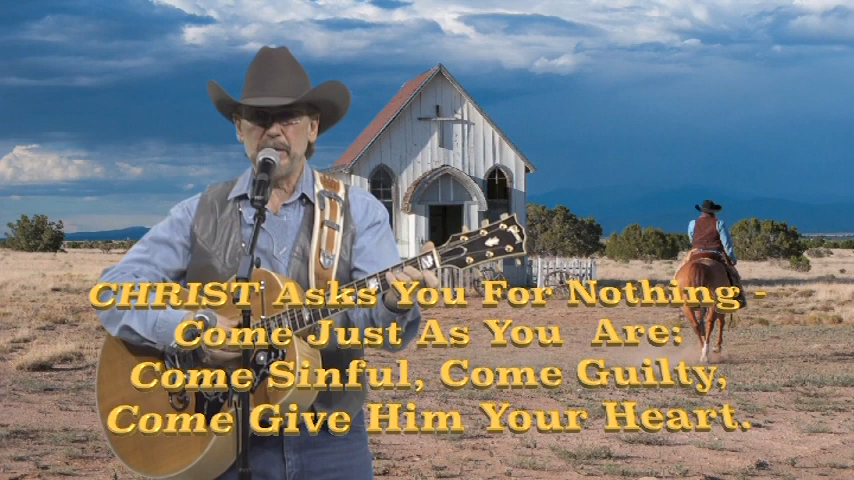 CHRIST Asks You For Nothing -
Come Just As You Are:
Come Sinful, Come Guilty,
Come Give Him Your Heart.